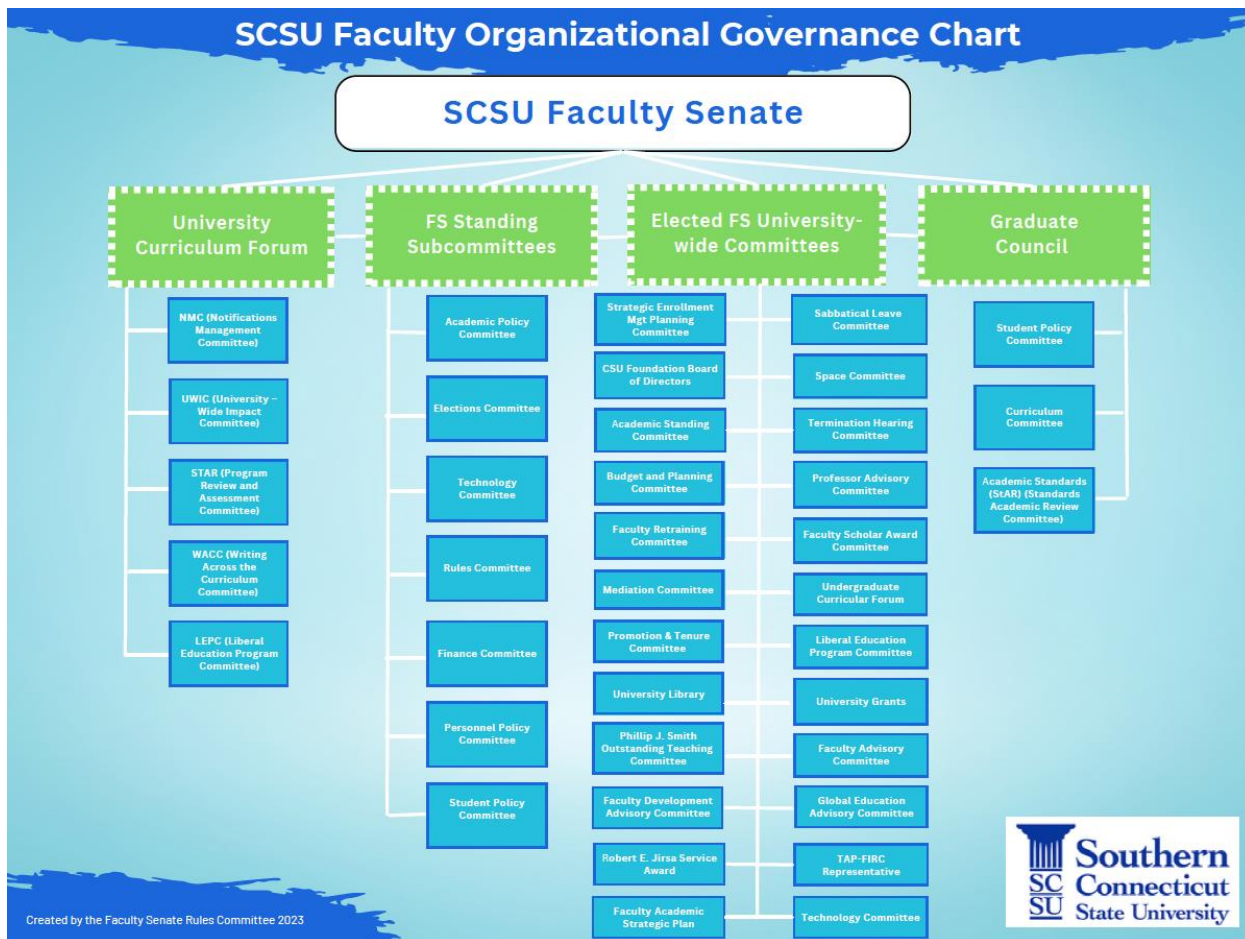 SCSU Faculty Organizational Governance Chart
SCSU Faculty Senate
University
Curriculum Forum
NMC (Notifications
Management
Committee)
UWIC (University –
Wide Impact
Committee)
STAR (Program
Review and
Assessment
Committee)
WACC (Writing
Across the
Curriculum
Committee)
LEPC (Liberal
Education Program
Committee)
FS Standing
Subcommittees
Academic Policy
Committee
Elections Committee
Technology
Committee
Rules Committee
Finance Committee
Personnel Policy
Committee
Student Policy
Committee
Elected FS University-
wide Committees
Strategic Enrollment
Mgt Planning
Committee
CSU Foundation Board
of Directors
Academic Standing
Committee
Budget and Planning
Committee
Faculty Retraining
Committee
Mediation Committee
Promotion & Tenure
Committee
University Library
Phillip J. Smith
Outstanding Teaching
Committee
Faculty Development
Advisory Committee
Robert E. Jirsa Service
Award
Faculty Academic
Strategic Plan
Sabbatical Leave
Committee
Space Committee
Termination Hearing
Committee
Professor Advisory
Committee
Faculty Scholar Award
Committee
Undergraduate
Curricular Forum
Liberal Education
Program Committee
University Grants
Faculty Advisory
Committee
Global Education
Advisory Committee
TAP-FIRC
Representative
Technology Committee
Graduate
Council
Student Policy
Committee
Curriculum
Committee
Academic Standards
(StAR) (Standards
Academic Review
Committee)
Created by the Faculty Senate Rules Committee 2023
SC
SU
Southern
Connecticut
State University